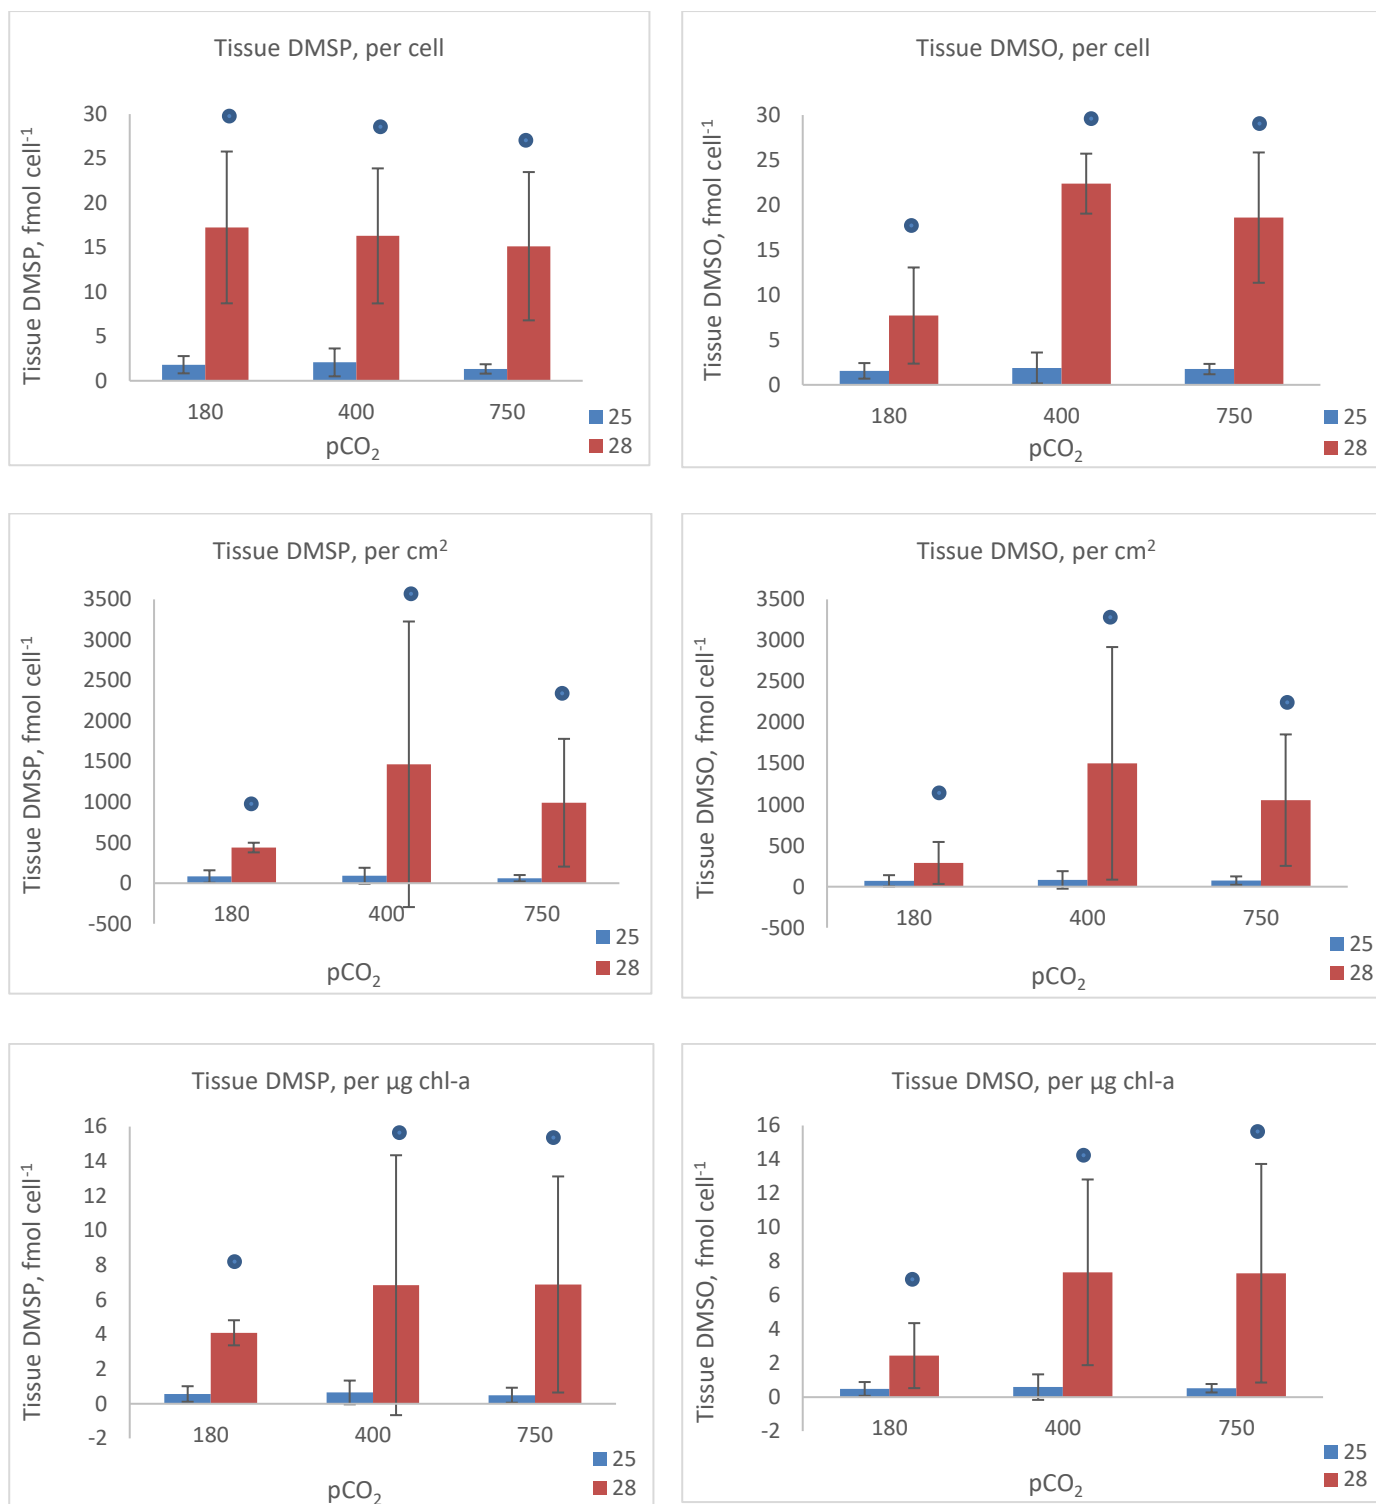 Tissue DMSP, per cell
Tissue DMSP, fmol cell⁻¹
30
25
20
15
10
5
0
180 400 750
pCO₂
25
28
Tissue DMSO, per cell
Tissue DMSO, fmol cell⁻¹
30
25
20
15
10
5
0
180 400 750
pCO₂
25
28
Tissue DMSP, per cm²
Tissue DMSP, fmol cell⁻¹
3500
3000
2500
2000
1500
1000
500
0
-500
180 400 750
pCO₂
25
28
Tissue DMSO, per cm²
Tissue DMSO, fmol cell⁻¹
3500
3000
2500
2000
1500
1000
500
0
-500
180 400 750
pCO₂
25
28
Tissue DMSP, per µg chl-a
Tissue DMSP, fmol cell⁻¹
16
14
12
10
8
6
4
2
0
-2
180 400 750
pCO₂
25
28
Tissue DMSO, per µg chl-a
Tissue DMSO, fmol cell⁻¹
16
14
12
10
8
6
4
2
0
-2
180 400 750
pCO₂
25
28